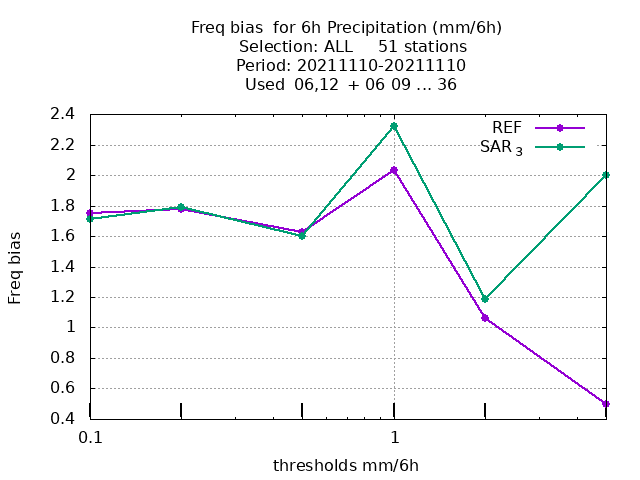 Freq bias for 6h Precipitation (mm/6h)
Selection: ALL 51 stations
Period: 20211110-20211110
Used 06,12 + 06 09 ... 36
REF
SAR 3
2.4
2.2
2
1.8
1.6
1.4
1.2
1
0.8
0.6
0.4
Freq bias
0.1 1
thresholds mm/6h